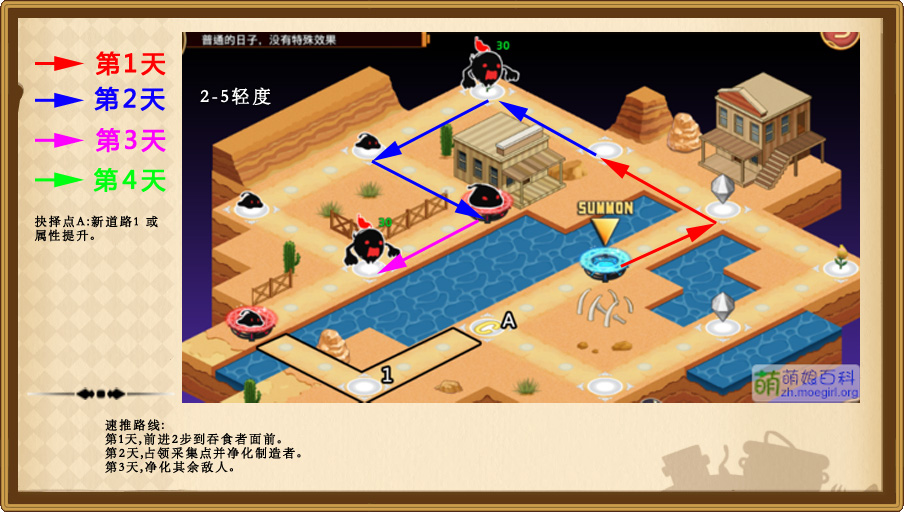 普通的日子，没有特殊效果
30
第1天
第2天
2-5轻度
第3天
第4天
SUMMON
抉择点A:新道路1 或
属性提升。
30
A
1
萌 萌娘百科
zh.moegirl.org
速推路线:
第1天,前进2步到吞食者面前。
第2天,占领采集点并净化制造者。
第3天,净化其余敌人。